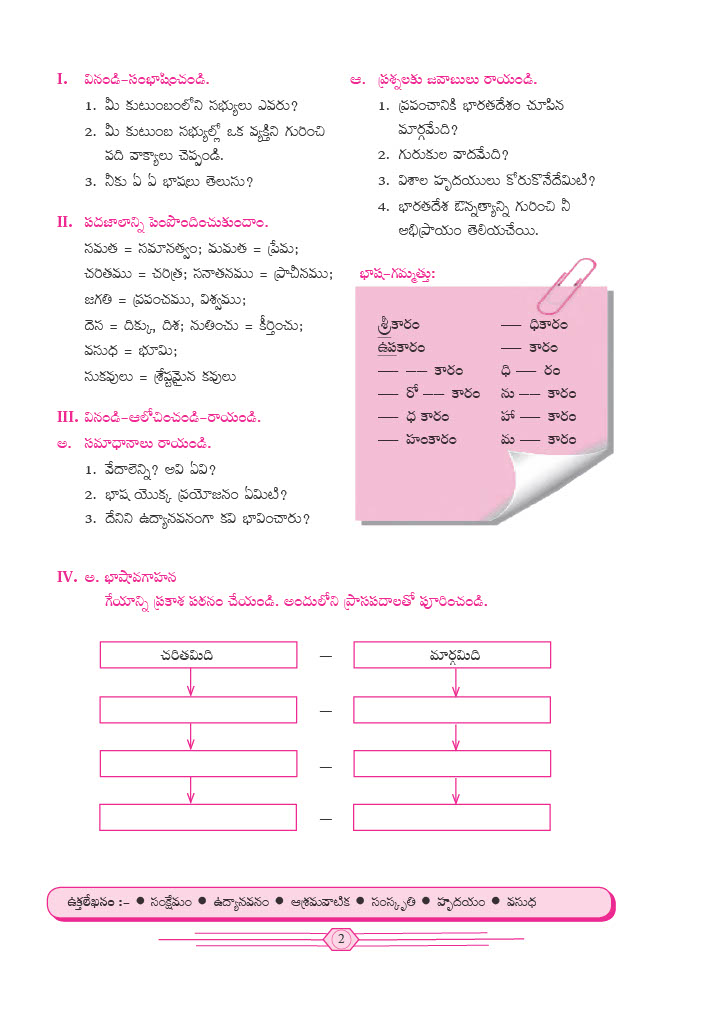 I. వినండి-సంభాషించండి.
1. మీ కుటుంబంలోని సభ్యులు ఎవరు?
2. మీ కుటుంబ సభ్యుల్లో ఒక వ్యక్తిని గురించి
పది వాక్యాలు చెప్పండి.
3. నీకు ఏ ఏ భాషలు తెలుసు?
II. పదజాలాన్ని పెంపొందించుకుందాం.
సమత = సమానత్వం; మమత = ప్రేమ;
చరితము = చరిత్ర; సనాతనము = ప్రాచీనము;
జగతి = ప్రపంచము, విశ్వము;
దెస = దిక్కు, దిశ; నుతించు = కీర్తించు;
వసుధ = భూమి;
సుకవులు = శ్రేష్ఠమైన కవులు
III. వినండి-ఆలోచించండి-రాయండి.
అ. సమాధానాలు రాయండి.
1. వేదాలెన్ని? అవి ఏవి?
2. భాష యొక్క ప్రయోజనం ఏమిటి?
3. దేనిని ఉద్యానవనంగా కవి భావించారు?
ఆ. ప్రశ్నలకు జవాబులు రాయండి.
1. ప్రపంచానికి భారతదేశం చూపిన
మార్గమేది?
2. గురుకుల వాదమేది?
3. విశాల హృదయులు కోరుకొనేదేమిటి?
4. భారతదేశ ఔన్నత్యాన్ని గురించి నీ
అభిప్రాయం తెలియచేయి.
భాష-గమ్మత్తు:
శ్రీకారం — ధికారం
ఉపకారం — కారం
— –– కారం ధి — రం
— రో –– కారం ను –– కారం
— ధ కారం హా — కారం
— హంకారం మ — కారం
IV. అ. భాషావగాహన
గేయాన్ని ప్రకాశ పఠనం చేయండి. అందులోని ప్రాసపదాలతో పూరించండి.
చరితమిది – మార్గమిది
–
–
–
ఉక్తలేఖనం :– ● సంక్షేమం ● ఉద్యానవనం ● ఆశ్రమవాటిక ● సంస్కృతి ● హృదయం ● వసుధ
2